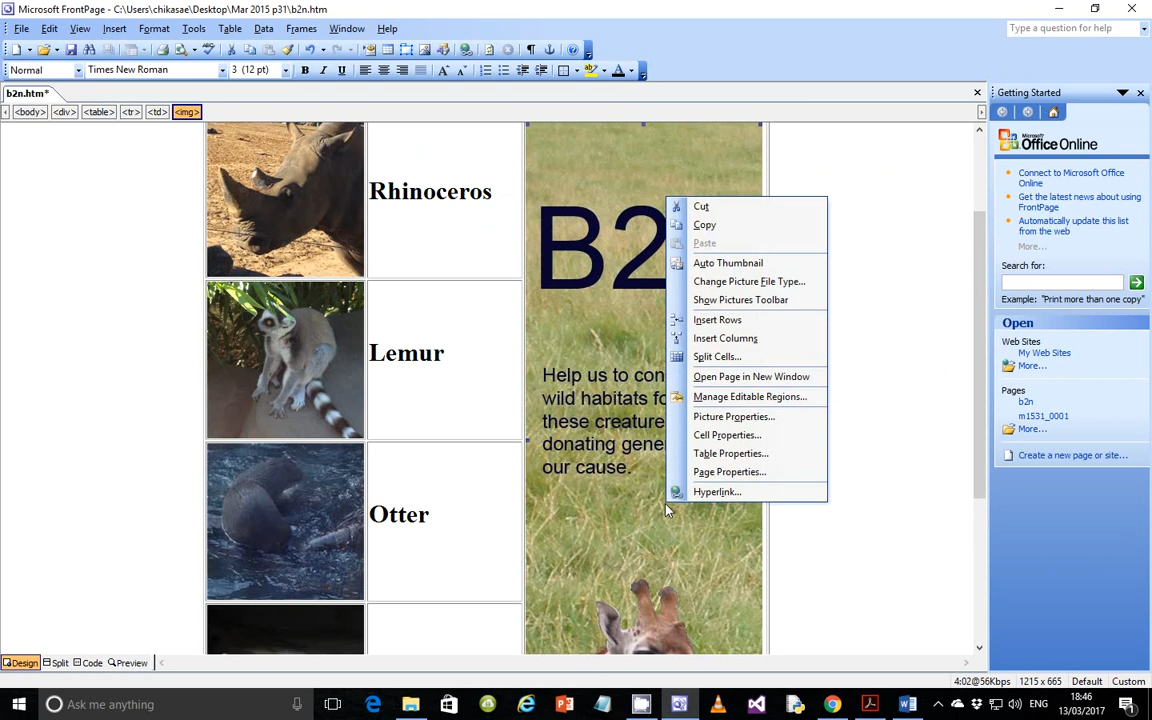 Microsoft FrontPage - C:\Users\chikasae\Desktop\Mar 2015 p31\b2n.htm
File Edit View Insert Format Tools Table Data Frames Window Help
Type a question for help
Normal Times New Roman 3 (12 pt) B I U A A A
b2n.htm*
<body> <div> <table> <tr> <td> <img>
Getting Started
Microsoft
Office Online
Connect to Microsoft Office
Online
Get the latest news about using
FrontPage
Automatically update this list
from the web
More...
Search for:
Example: "Print more than one copy"
Open
Web Sites
My Web Sites
More...
Pages
b2n
m1531_0001
More...
Create a new page or site...
Rhinoceros
Lemur
Otter
B2
Help us to con
wild habitats fo
these creature
donating gene
our cause.
Cut
Copy
Paste
Auto Thumbnail
Change Picture File Type...
Show Pictures Toolbar
Insert Rows
Insert Columns
Split Cells...
Open Page in New Window
Manage Editable Regions...
Picture Properties...
Cell Properties...
Table Properties...
Page Properties...
Hyperlink...
Design Split Code Preview
4:02@56Kbps 1215 x 665 Default Custom
Ask me anything
ENG
18:46
13/03/2017